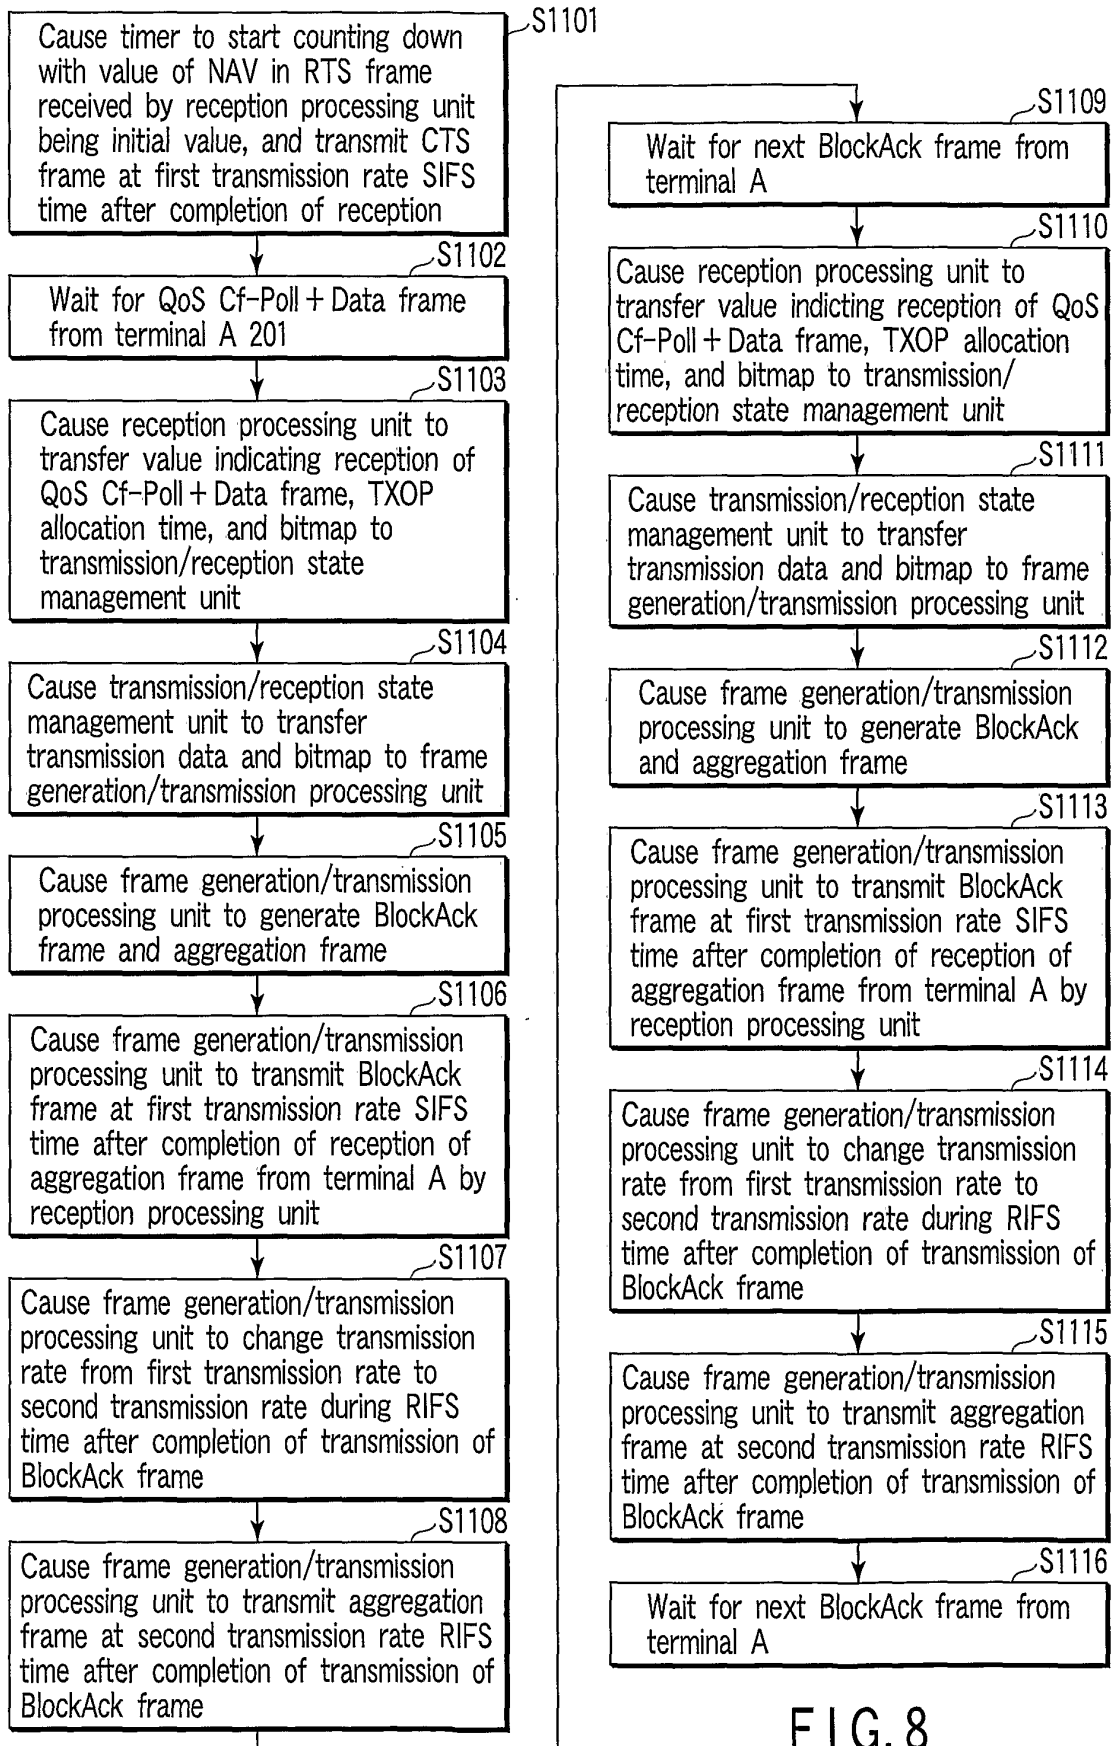 S1101
Cause timer to start counting down
with value of NAV in RTS frame
received by reception processing unit
being initial value, and transmit CTS
frame at first transmission rate SIFS
time after completion of reception
S1102
Wait for QoS Cf-Poll + Data frame
from terminal A 201
S1103
Cause reception processing unit to
transfer value indicating reception of
QoS Cf-Poll + Data frame, TXOP
allocation time, and bitmap to
transmission/reception state
management unit
S1104
Cause transmission/reception state
management unit to transfer
transmission data and bitmap to frame
generation/transmission processing unit
S1105
Cause frame generation/transmission
processing unit to generate BlockAck
frame and aggregation frame
S1106
Cause frame generation/transmission
processing unit to transmit BlockAck
frame at first transmission rate SIFS
time after completion of reception of
aggregation frame from terminal A by
reception processing unit
S1107
Cause frame generation/transmission
processing unit to change transmission
rate from first transmission rate to
second transmission rate during RIFS
time after completion of transmission of
BlockAck frame
S1108
Cause frame generation/transmission
processing unit to transmit aggregation
frame at second transmission rate RIFS
time after completion of transmission of
BlockAck frame
S1109
Wait for next BlockAck frame from
terminal A
S1110
Cause reception processing unit to
transfer value indicting reception of QoS
Cf-Poll + Data frame, TXOP allocation
time, and bitmap to transmission/
reception state management unit
S1111
Cause transmission/reception state
management unit to transfer
transmission data and bitmap to frame
generation/transmission processing unit
S1112
Cause frame generation/transmission
processing unit to generate BlockAck
and aggregation frame
S1113
Cause frame generation/transmission
processing unit to transmit BlockAck
frame at first transmission rate SIFS
time after completion of reception of
aggregation frame from terminal A by
reception processing unit
S1114
Cause frame generation/transmission
processing unit to change transmission
rate from first transmission rate to
second transmission rate during RIFS
time after completion of transmission of
BlockAck frame
S1115
Cause frame generation/transmission
processing unit to transmit aggregation
frame at second transmission rate RIFS
time after completion of transmission of
BlockAck frame
S1116
Wait for next BlockAck frame from
terminal A
FIG. 8